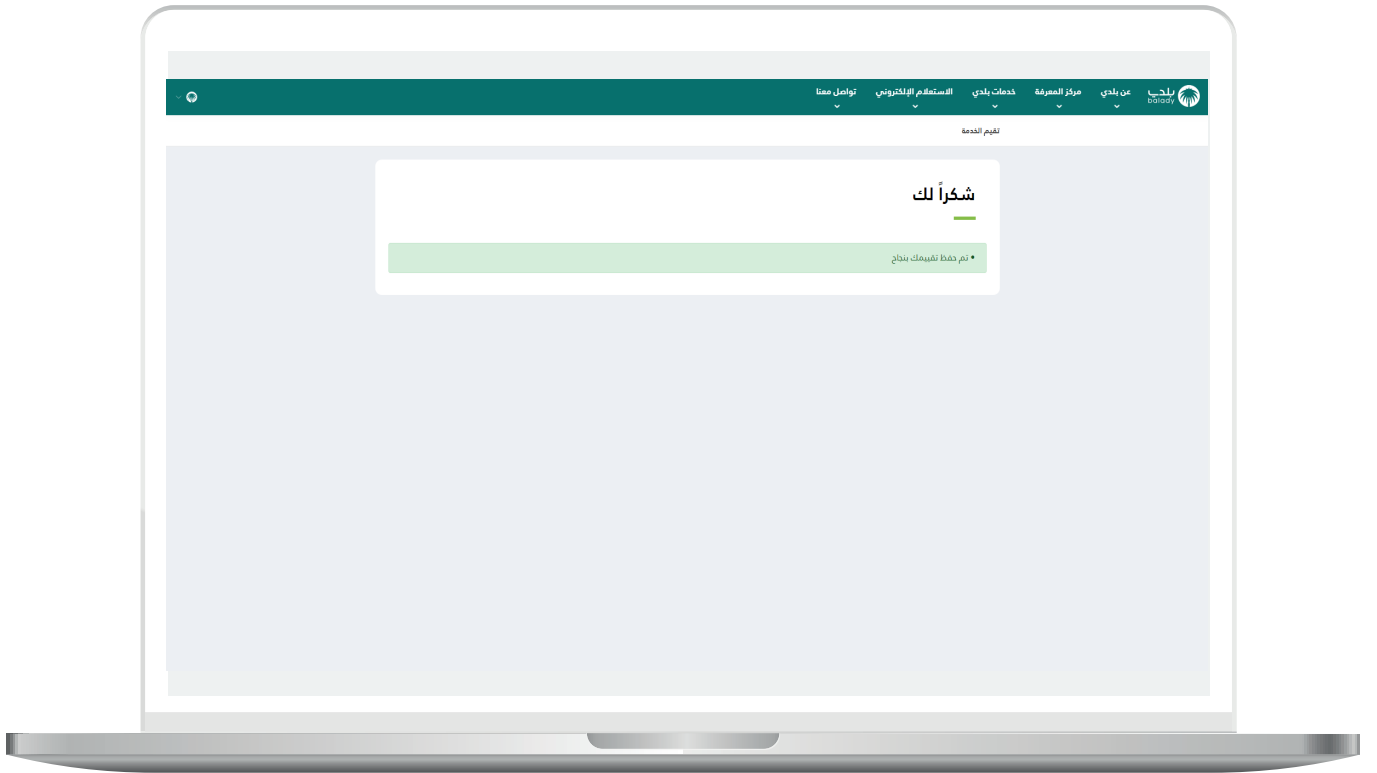 بلدي
balady
عن بلدي
مركز المعرفة
خدمات بلدي
الاستعلام الإلكتروني
تواصل معنا
تقيم الخدمة
شكراً لك
• تم حفظ تقييمك بنجاح